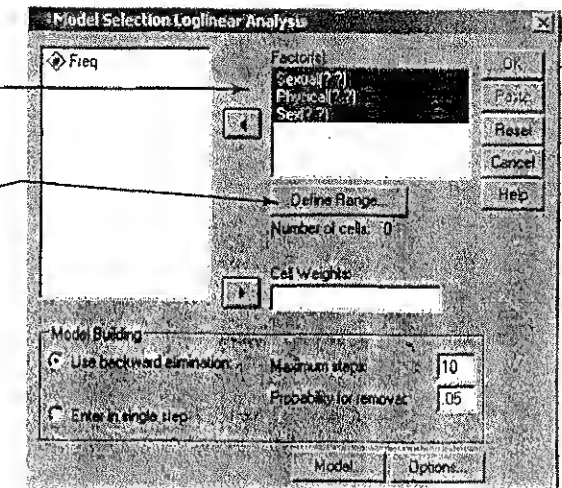 Model Selection Loglinear Analysis
Freq
Factor(s):
Sexual(? ?)
Physical(? ?)
Sex(? ?)
OK
Paste
Reset
Cancel
Help
Define Range...
Number of cells: 0
Cell Weights:
Model Building
Use backward elimination:
Maximum steps: 10
Probability for removal: .05
Enter in single step
Model...
Options...